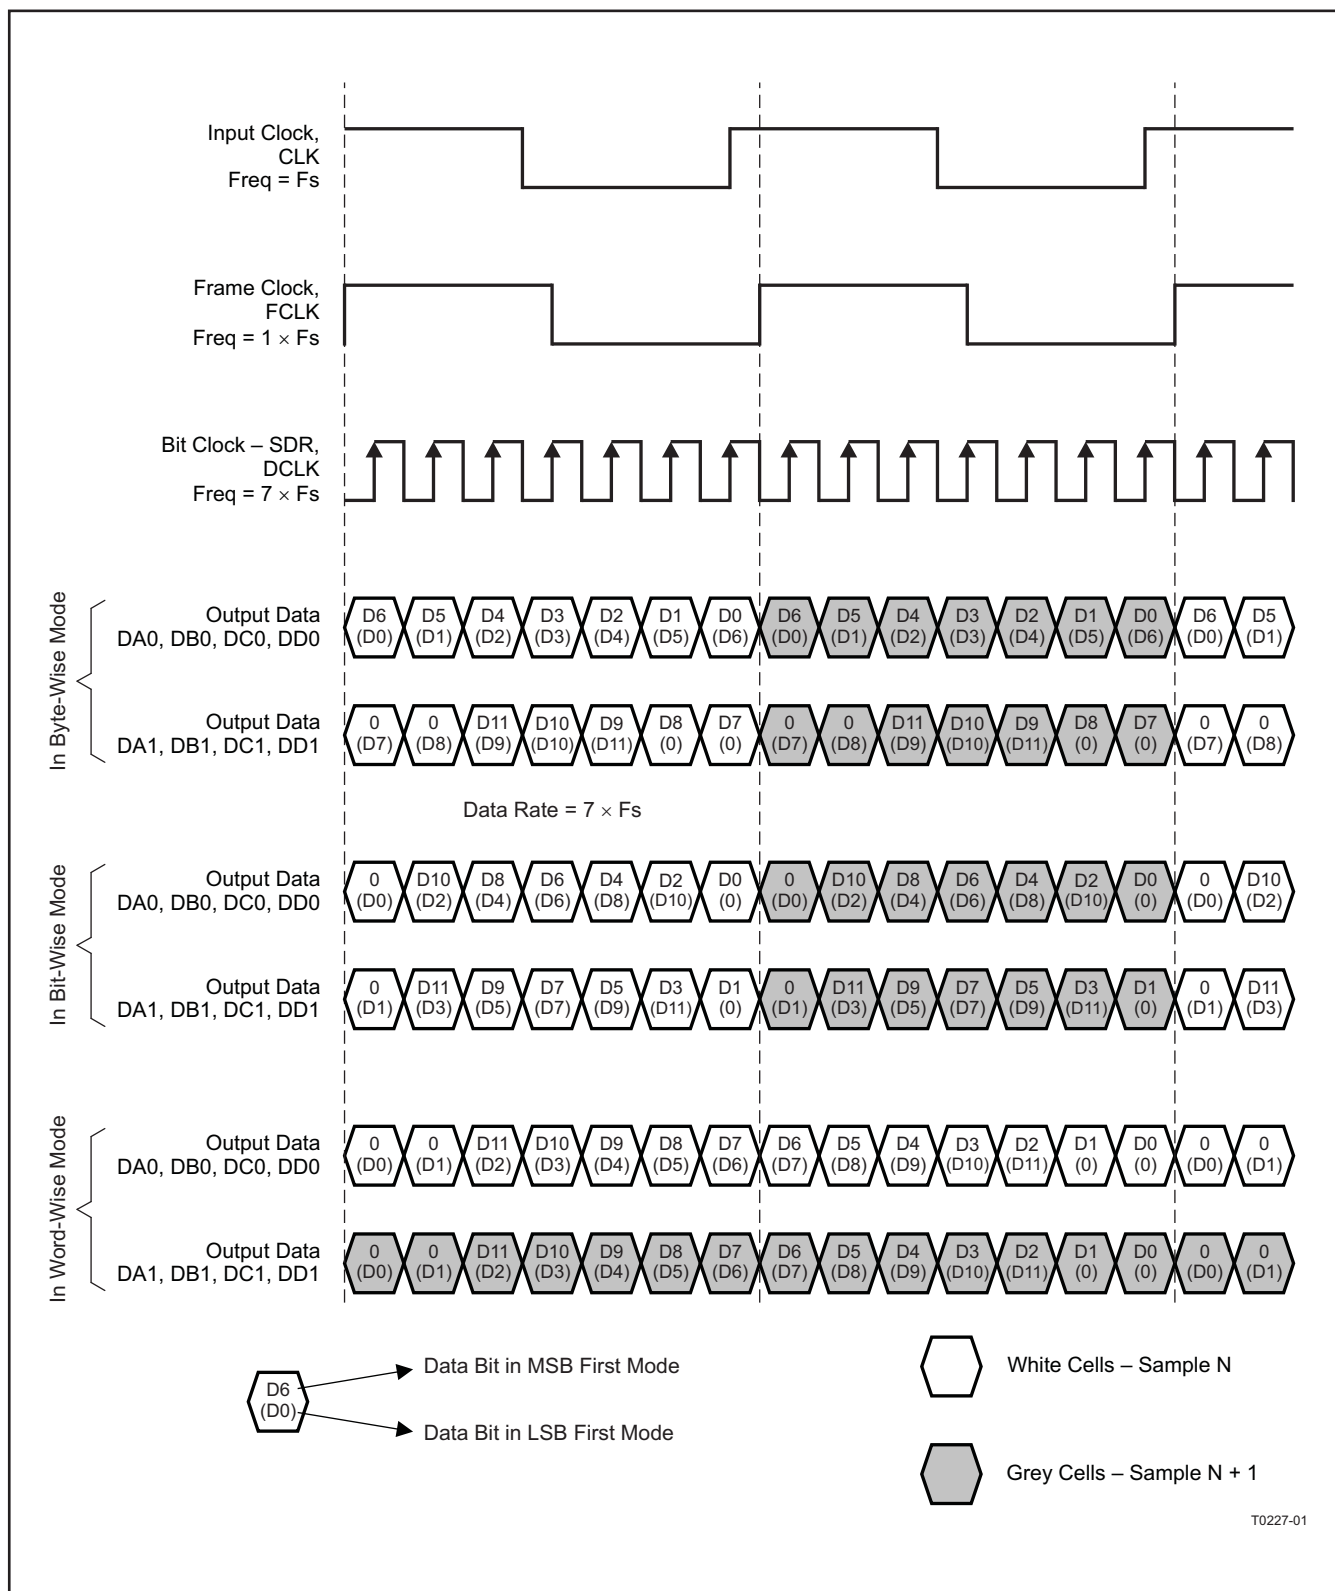 Input Clock,
CLK
Freq = Fs
Frame Clock,
FCLK
Freq = 1 × Fs
Bit Clock – SDR,
DCLK
Freq = 7 × Fs
In Byte-Wise Mode
Output Data
DA0, DB0, DC0, DD0
D6 D5 D4 D3 D2 D1 D0 D6 D5 D4 D3 D2 D1 D0 D6 D5
(D0) (D1) (D2) (D3) (D4) (D5) (D6) (D0) (D1) (D2) (D3) (D4) (D5) (D6) (D0) (D1)
Output Data
DA1, DB1, DC1, DD1
0 0 D11 D10 D9 D8 D7 0 0 D11 D10 D9 D8 D7 0 0
(D7) (D8) (D9) (D10) (D11) (0) (0) (D7) (D8) (D9) (D10) (D11) (0) (0) (D7) (D8)
Data Rate = 7 × Fs
In Bit-Wise Mode
Output Data
DA0, DB0, DC0, DD0
0 D10 D8 D6 D4 D2 D0 0 D10 D8 D6 D4 D2 D0 0 D10
(D0) (D2) (D4) (D6) (D8) (D10) (0) (D0) (D2) (D4) (D6) (D8) (D10) (0) (D0) (D2)
Output Data
DA1, DB1, DC1, DD1
0 D11 D9 D7 D5 D3 D1 0 D11 D9 D7 D5 D3 D1 0 D11
(D1) (D3) (D5) (D7) (D9) (D11) (0) (D1) (D3) (D5) (D7) (D9) (D11) (0) (D1) (D3)
In Word-Wise Mode
Output Data
DA0, DB0, DC0, DD0
0 0 D11 D10 D9 D8 D7 D6 D5 D4 D3 D2 D1 D0 0 0
(D0) (D1) (D2) (D3) (D4) (D5) (D6) (D7) (D8) (D9) (D10) (D11) (0) (0) (D0) (D1)
Output Data
DA1, DB1, DC1, DD1
0 0 D11 D10 D9 D8 D7 D6 D5 D4 D3 D2 D1 D0 0 0
(D0) (D1) (D2) (D3) (D4) (D5) (D6) (D7) (D8) (D9) (D10) (D11) (0) (0) (D0) (D1)
D6
(D0)
Data Bit in MSB First Mode
Data Bit in LSB First Mode
White Cells – Sample N
Grey Cells – Sample N + 1
T0227-01